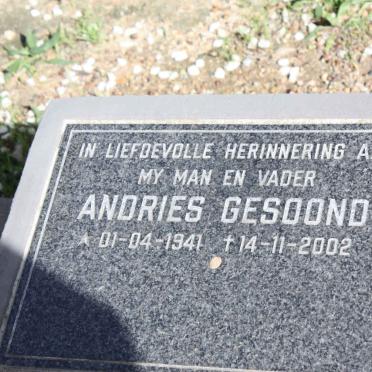 IN LIEFDEVOLLE HERINNERING A
MY MAN EN VADER
ANDRIES GESOOND
* 01-04-1941 † 14-11-2002